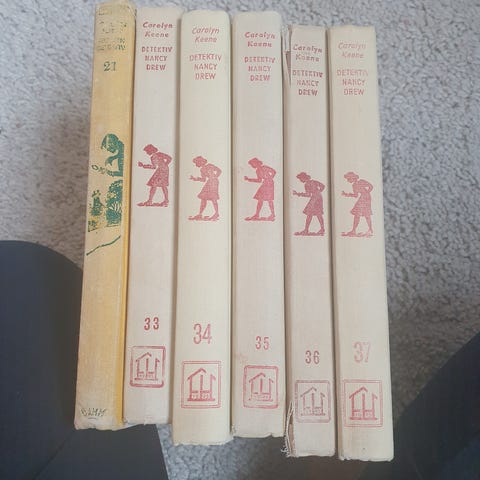 21
Carolyn
Keene
DETEKTIV
NANCY
DREW
33
Carolyn
Keene
DETEKTIV
NANCY
DREW
34
Carolyn
Keene
DETEKTIV
NANCY
DREW
35
Carolyn
Keene
DETEKTIV
NANCY
DREW
36
Carolyn
Keene
DETEKTIV
NANCY
DREW
37